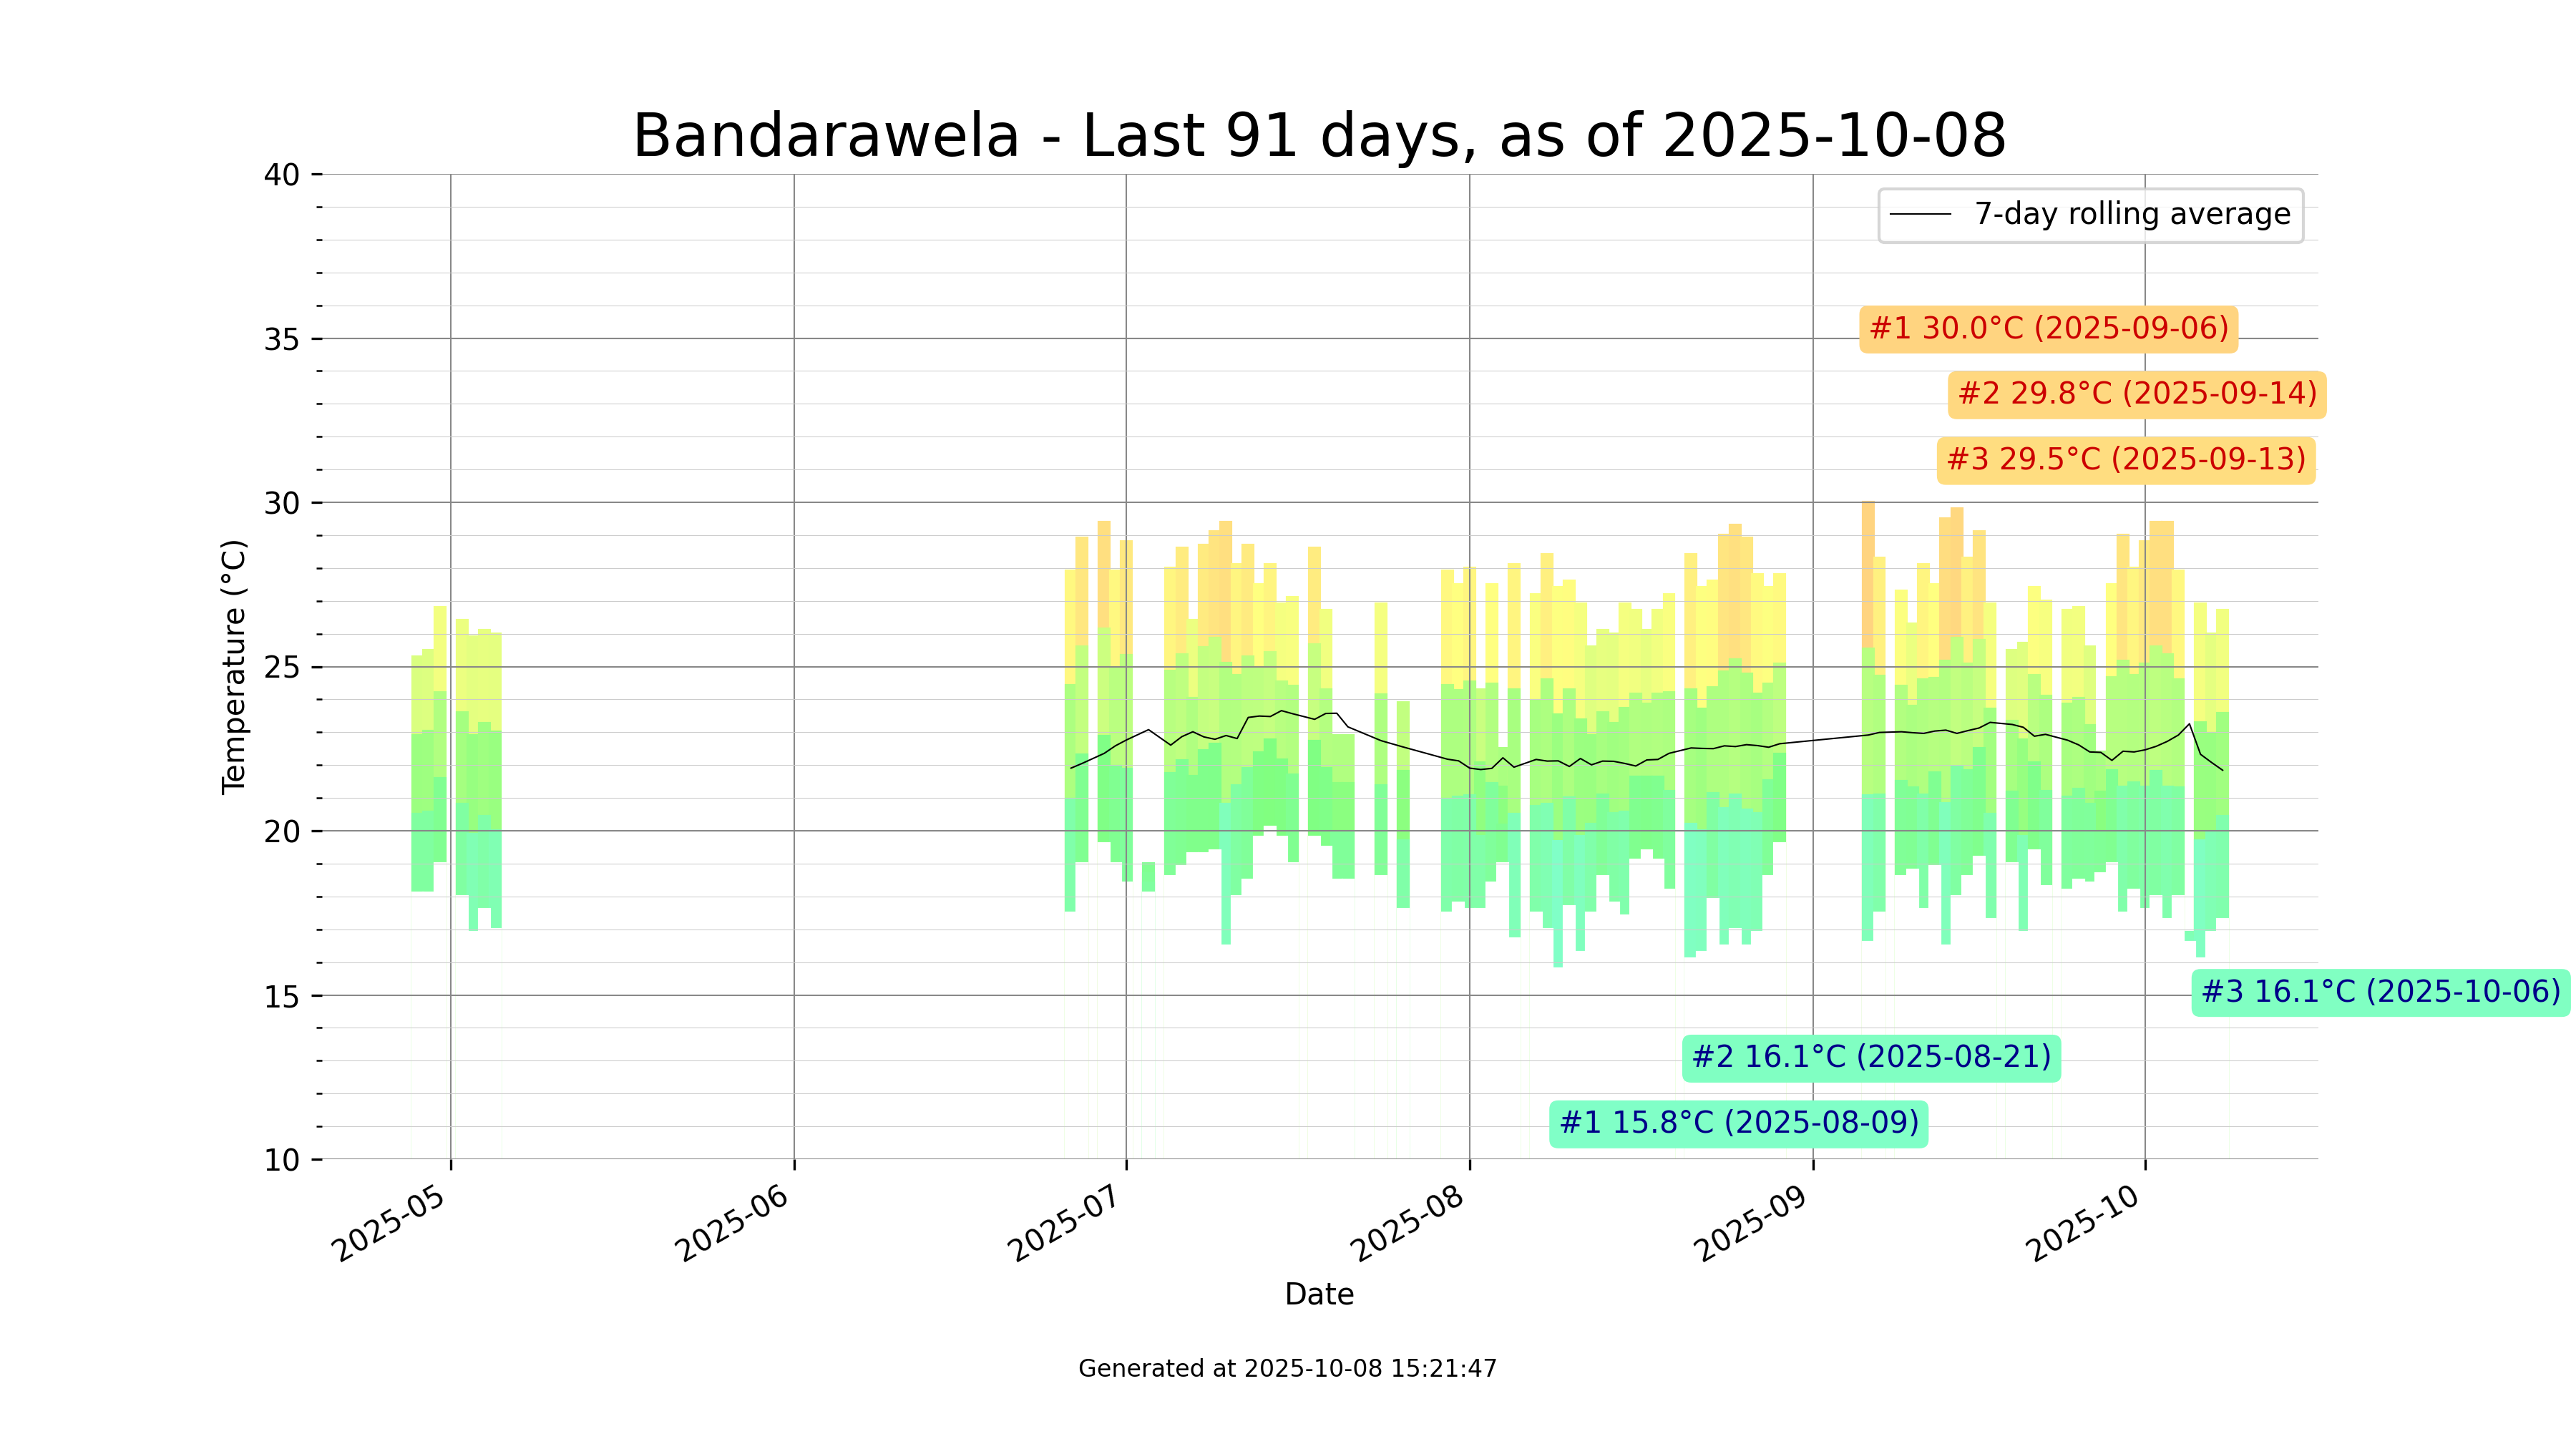 Bandarawela - Last 91 days, as of 2025-10-08
7-day rolling average
40
35
30
25
20
15
10
Temperature (°C)
#1 30.0°C (2025-09-06)
#2 29.8°C (2025-09-14)
#3 29.5°C (2025-09-13)
#3 16.1°C (2025-10-06)
#2 16.1°C (2025-08-21)
#1 15.8°C (2025-08-09)
2025-05
2025-06
2025-07
2025-08
2025-09
2025-10
Date
Generated at 2025-10-08 15:21:47